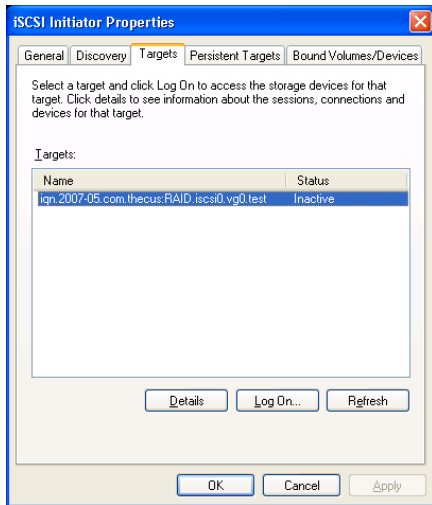 iSCSI Initiator Properties
General Discovery Targets Persistent Targets Bound Volumes/Devices
Select a target and click Log On to access the storage devices for that
target. Click details to see information about the sessions, connections and
devices for that target.
Targets:
Name Status
iqn.2007-05.com.thecus:RAID.iscsi0.vg0.test Inactive
Details Log On... Refresh
OK Cancel Apply